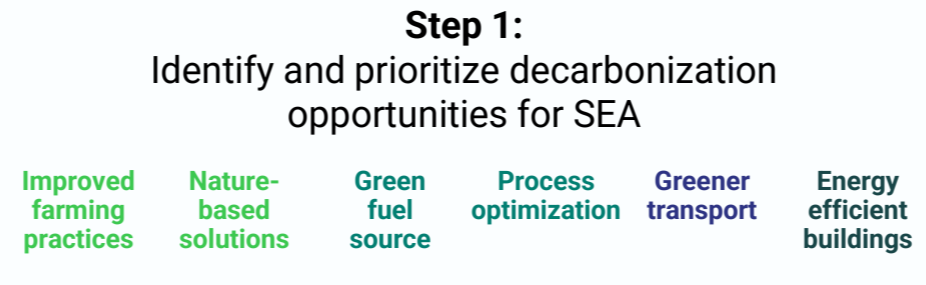 Step 1:
Identify and prioritize decarbonization
opportunities for SEA
Improved
farming
practices
Nature-
based
solutions
Green
fuel
source
Process
optimization
Greener
transport
Energy
efficient
buildings